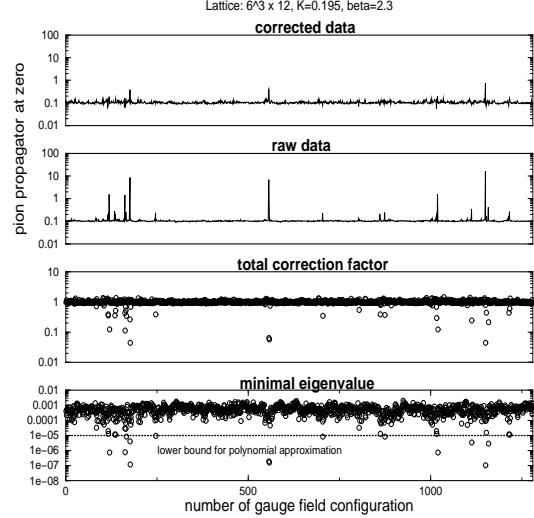 Lattice: 6^3 x 12, K=0.195, beta=2.3
corrected data
100
10
1
0.1
0.01
pion propagator at zero
raw data
100
10
1
0.1
0.01
total correction factor
10
1
0.1
0.01
minimal eigenvalue
0.01
0.001
0.0001
1e-05
1e-06
1e-07
1e-08
lower bound for polynomial approximation
0
500
1000
number of gauge field configuration